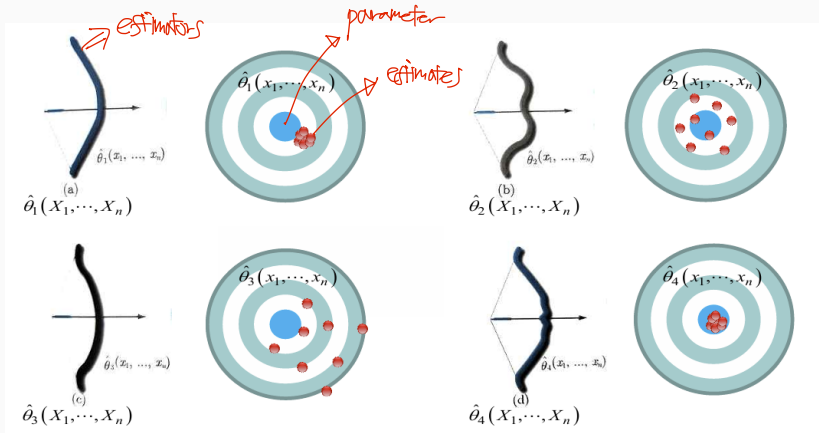 estimators
parameter
estimates
θ̂₁(x₁,⋯,xₙ)
θ̂₁(x₁, ..., xₙ)
(a)
θ̂₁(X₁,⋯,Xₙ)
θ̂₂(x₁,⋯,xₙ)
θ̂₂(x₁, ..., xₙ)
(b)
θ̂₂(X₁,⋯,Xₙ)
θ̂₃(x₁,⋯,xₙ)
θ̂₃(x₁, ..., xₙ)
(c)
θ̂₃(X₁,⋯,Xₙ)
θ̂₄(x₁,⋯,xₙ)
θ̂₄(x₁, ..., xₙ)
(d)
θ̂₄(X₁,⋯,Xₙ)